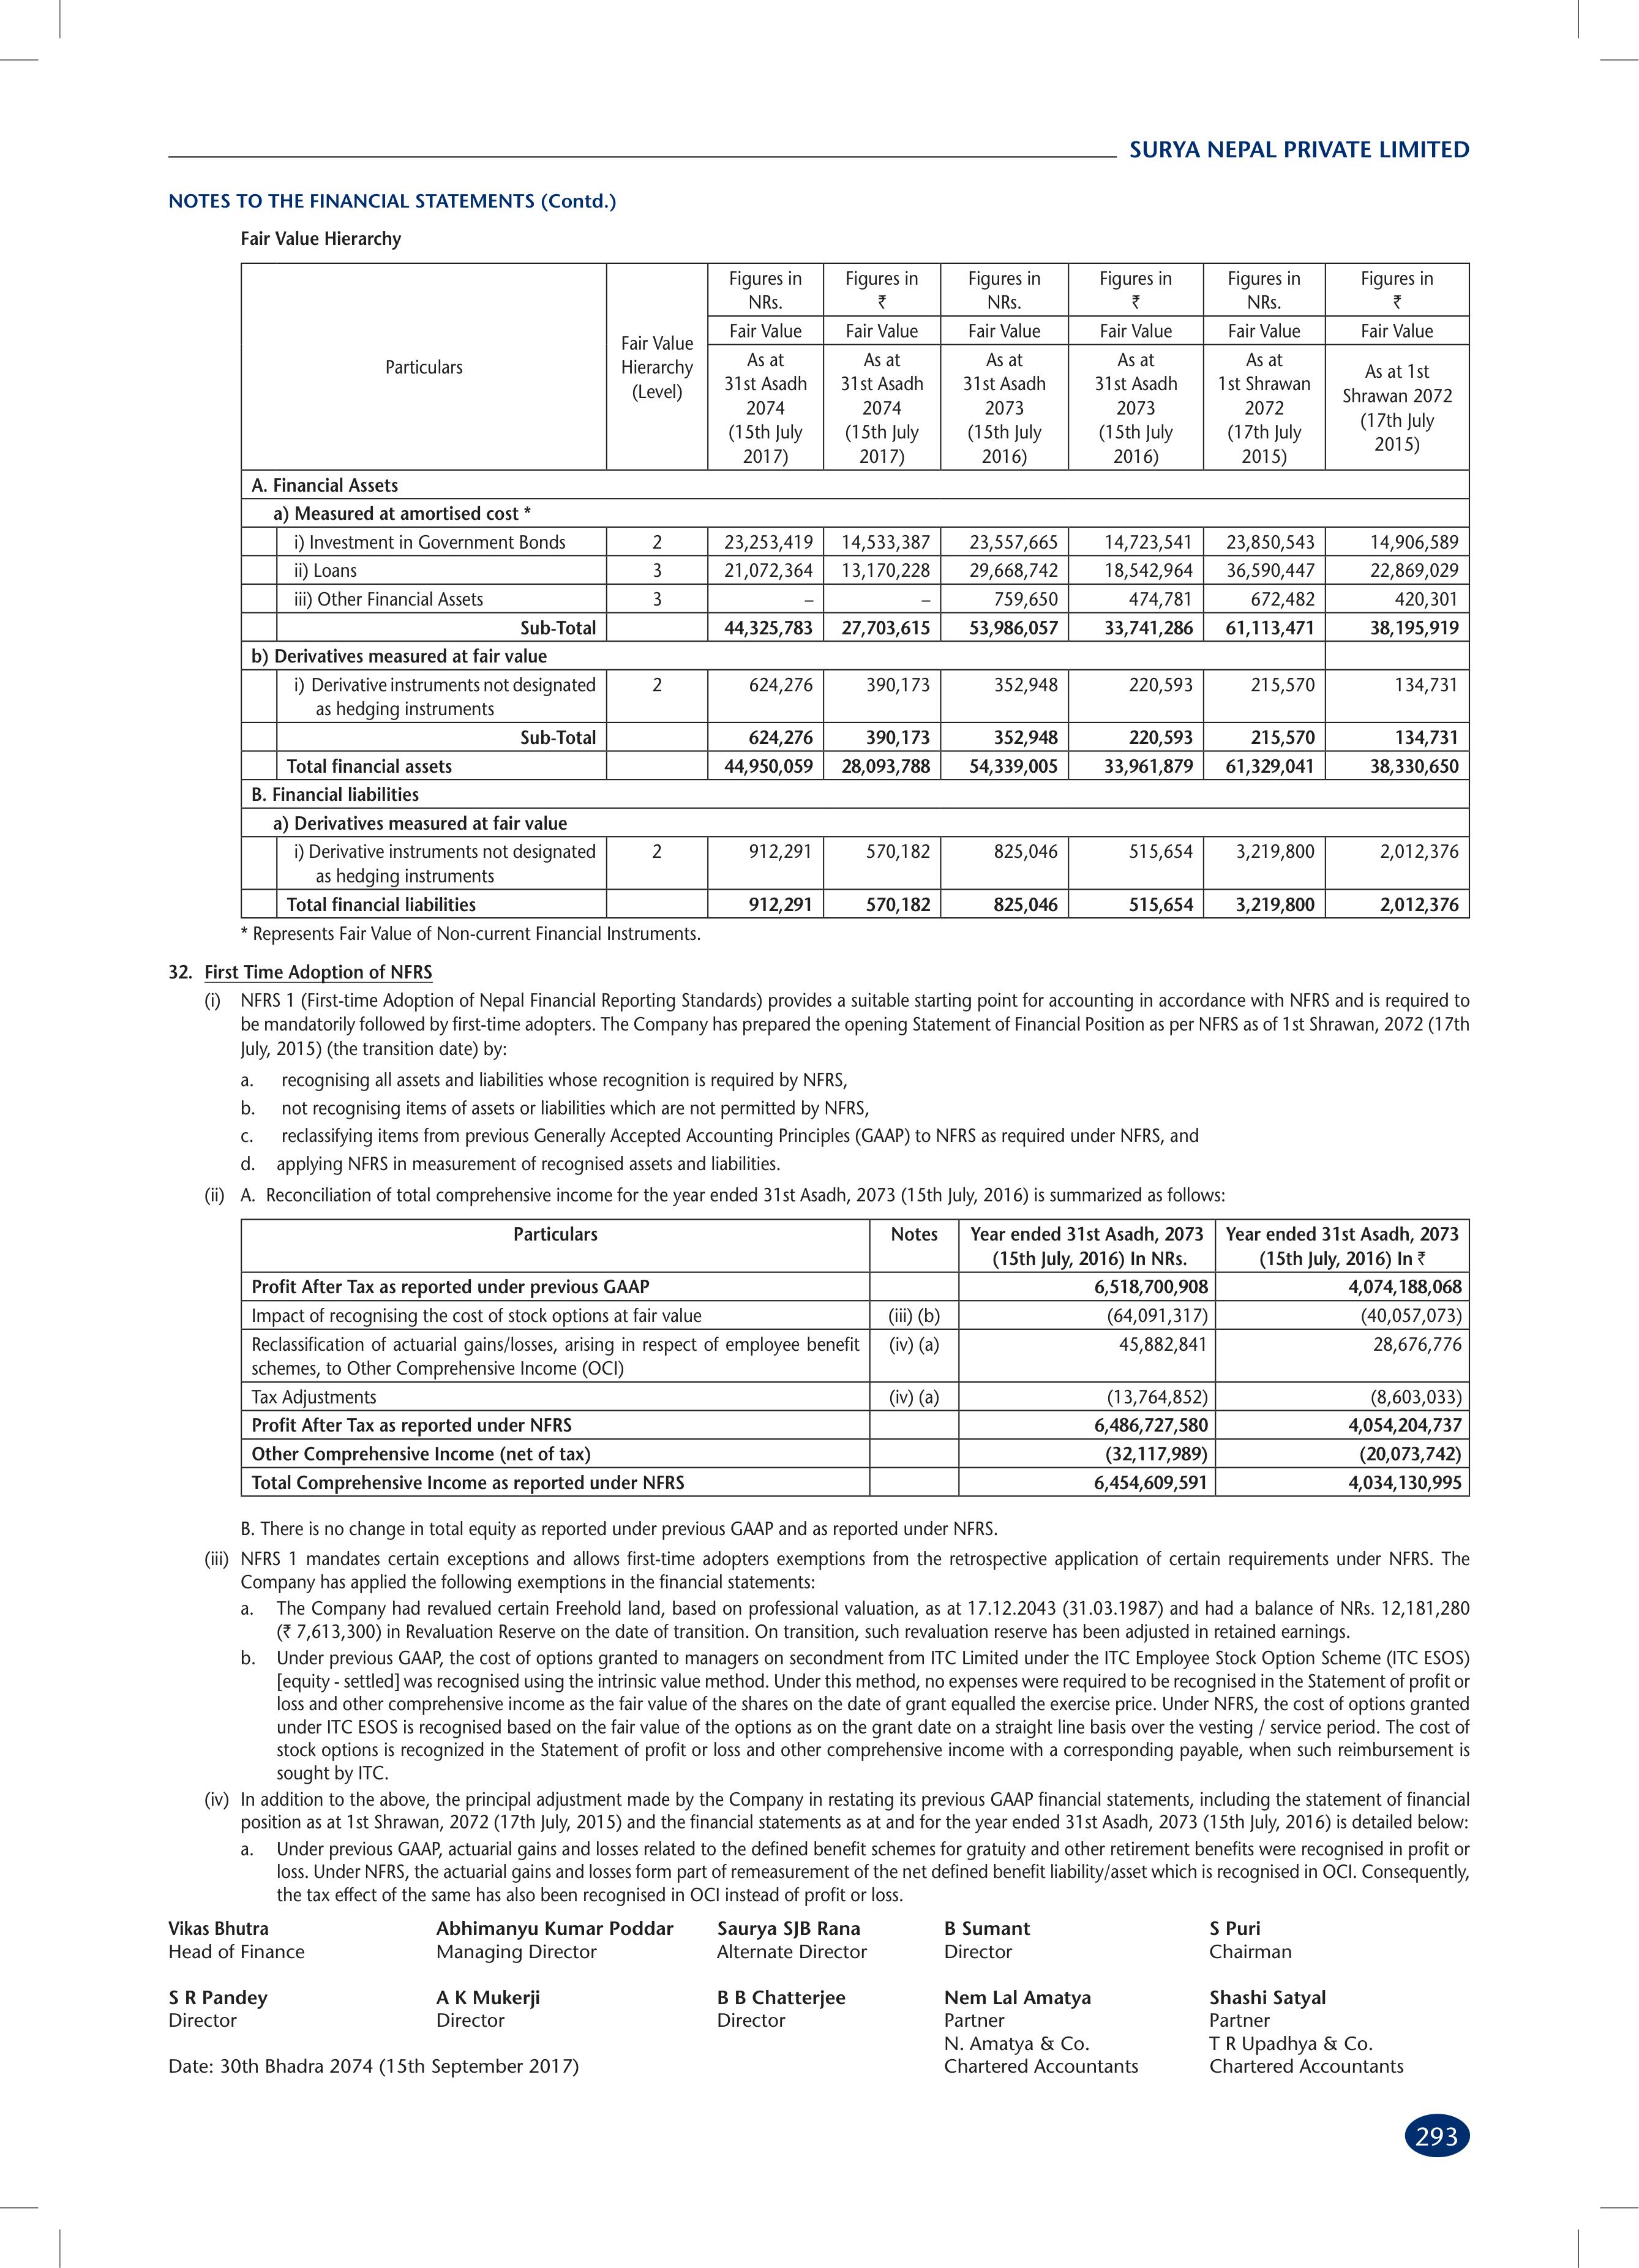 SURYA NEPAL PRIVATE LIMITED
NOTES TO THE FINANCIAL STATEMENTS (Contd.)
Fair Value Hierarchy
Particulars | Fair Value Hierarchy (Level) | Figures in NRs. | Figures in ₹ | Figures in NRs. | Figures in ₹ | Figures in NRs. | Figures in ₹
Fair Value | Fair Value | Fair Value | Fair Value | Fair Value | Fair Value
As at 31st Asadh 2074 (15th July 2017) | As at 31st Asadh 2074 (15th July 2017) | As at 31st Asadh 2073 (15th July 2016) | As at 31st Asadh 2073 (15th July 2016) | As at 1st Shrawan 2072 (17th July 2015) | As at 1st Shrawan 2072 (17th July 2015)
A. Financial Assets
a) Measured at amortised cost *
i) Investment in Government Bonds | 2 | 23,253,419 | 14,533,387 | 23,557,665 | 14,723,541 | 23,850,543 | 14,906,589
ii) Loans | 3 | 21,072,364 | 13,170,228 | 29,668,742 | 18,542,964 | 36,590,447 | 22,869,029
iii) Other Financial Assets | 3 | – | – | 759,650 | 474,781 | 672,482 | 420,301
Sub-Total | 44,325,783 | 27,703,615 | 53,986,057 | 33,741,286 | 61,113,471 | 38,195,919
b) Derivatives measured at fair value
i) Derivative instruments not designated as hedging instruments | 2 | 624,276 | 390,173 | 352,948 | 220,593 | 215,570 | 134,731
Sub-Total | 624,276 | 390,173 | 352,948 | 220,593 | 215,570 | 134,731
Total financial assets | 44,950,059 | 28,093,788 | 54,339,005 | 33,961,879 | 61,329,041 | 38,330,650
B. Financial liabilities
a) Derivatives measured at fair value
i) Derivative instruments not designated as hedging instruments | 2 | 912,291 | 570,182 | 825,046 | 515,654 | 3,219,800 | 2,012,376
Total financial liabilities | 912,291 | 570,182 | 825,046 | 515,654 | 3,219,800 | 2,012,376
* Represents Fair Value of Non-current Financial Instruments.
32. First Time Adoption of NFRS
(i) NFRS 1 (First-time Adoption of Nepal Financial Reporting Standards) provides a suitable starting point for accounting in accordance with NFRS and is required to
be mandatorily followed by first-time adopters. The Company has prepared the opening Statement of Financial Position as per NFRS as of 1st Shrawan, 2072 (17th
July, 2015) (the transition date) by:
a. recognising all assets and liabilities whose recognition is required by NFRS,
b. not recognising items of assets or liabilities which are not permitted by NFRS,
c. reclassifying items from previous Generally Accepted Accounting Principles (GAAP) to NFRS as required under NFRS, and
d. applying NFRS in measurement of recognised assets and liabilities.
(ii) A. Reconciliation of total comprehensive income for the year ended 31st Asadh, 2073 (15th July, 2016) is summarized as follows:
Particulars | Notes | Year ended 31st Asadh, 2073 (15th July, 2016) In NRs. | Year ended 31st Asadh, 2073 (15th July, 2016) In ₹
Profit After Tax as reported under previous GAAP | 6,518,700,908 | 4,074,188,068
Impact of recognising the cost of stock options at fair value | (iii) (b) | (64,091,317) | (40,057,073)
Reclassification of actuarial gains/losses, arising in respect of employee benefit schemes, to Other Comprehensive Income (OCI) | (iv) (a) | 45,882,841 | 28,676,776
Tax Adjustments | (iv) (a) | (13,764,852) | (8,603,033)
Profit After Tax as reported under NFRS | 6,486,727,580 | 4,054,204,737
Other Comprehensive Income (net of tax) | (32,117,989) | (20,073,742)
Total Comprehensive Income as reported under NFRS | 6,454,609,591 | 4,034,130,995
B. There is no change in total equity as reported under previous GAAP and as reported under NFRS.
(iii) NFRS 1 mandates certain exceptions and allows first-time adopters exemptions from the retrospective application of certain requirements under NFRS. The
Company has applied the following exemptions in the financial statements:
a. The Company had revalued certain Freehold land, based on professional valuation, as at 17.12.2043 (31.03.1987) and had a balance of NRs. 12,181,280
(₹ 7,613,300) in Revaluation Reserve on the date of transition. On transition, such revaluation reserve has been adjusted in retained earnings.
b. Under previous GAAP, the cost of options granted to managers on secondment from ITC Limited under the ITC Employee Stock Option Scheme (ITC ESOS)
[equity - settled] was recognised using the intrinsic value method. Under this method, no expenses were required to be recognised in the Statement of profit or
loss and other comprehensive income as the fair value of the shares on the date of grant equalled the exercise price. Under NFRS, the cost of options granted
under ITC ESOS is recognised based on the fair value of the options as on the grant date on a straight line basis over the vesting / service period. The cost of
stock options is recognized in the Statement of profit or loss and other comprehensive income with a corresponding payable, when such reimbursement is
sought by ITC.
(iv) In addition to the above, the principal adjustment made by the Company in restating its previous GAAP financial statements, including the statement of financial
position as at 1st Shrawan, 2072 (17th July, 2015) and the financial statements as at and for the year ended 31st Asadh, 2073 (15th July, 2016) is detailed below:
a. Under previous GAAP, actuarial gains and losses related to the defined benefit schemes for gratuity and other retirement benefits were recognised in profit or
loss. Under NFRS, the actuarial gains and losses form part of remeasurement of the net defined benefit liability/asset which is recognised in OCI. Consequently,
the tax effect of the same has also been recognised in OCI instead of profit or loss.
Vikas Bhutra | Abhimanyu Kumar Poddar | Saurya SJB Rana | B Sumant | S Puri
Head of Finance | Managing Director | Alternate Director | Director | Chairman
S R Pandey | A K Mukerji | B B Chatterjee | Nem Lal Amatya | Shashi Satyal
Director | Director | Director | Partner | Partner
N. Amatya & Co. | T R Upadhya & Co.
Date: 30th Bhadra 2074 (15th September 2017) | Chartered Accountants | Chartered Accountants
293